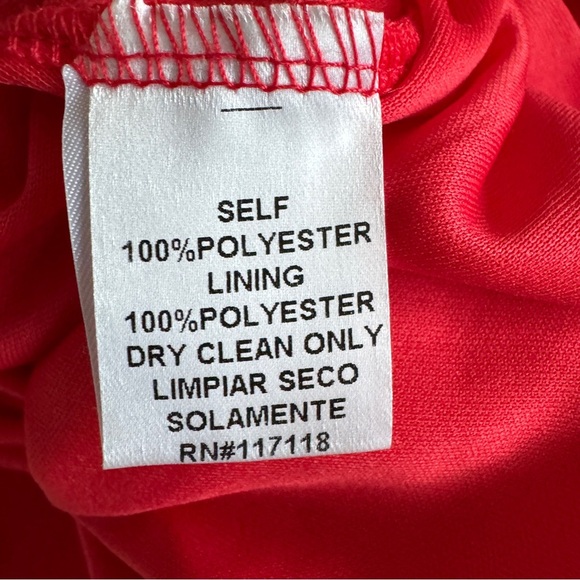 SELF
100%POLYESTER
LINING
100%POLYESTER
DRY CLEAN ONLY
LIMPIAR SECO
SOLAMENTE
RN#117118